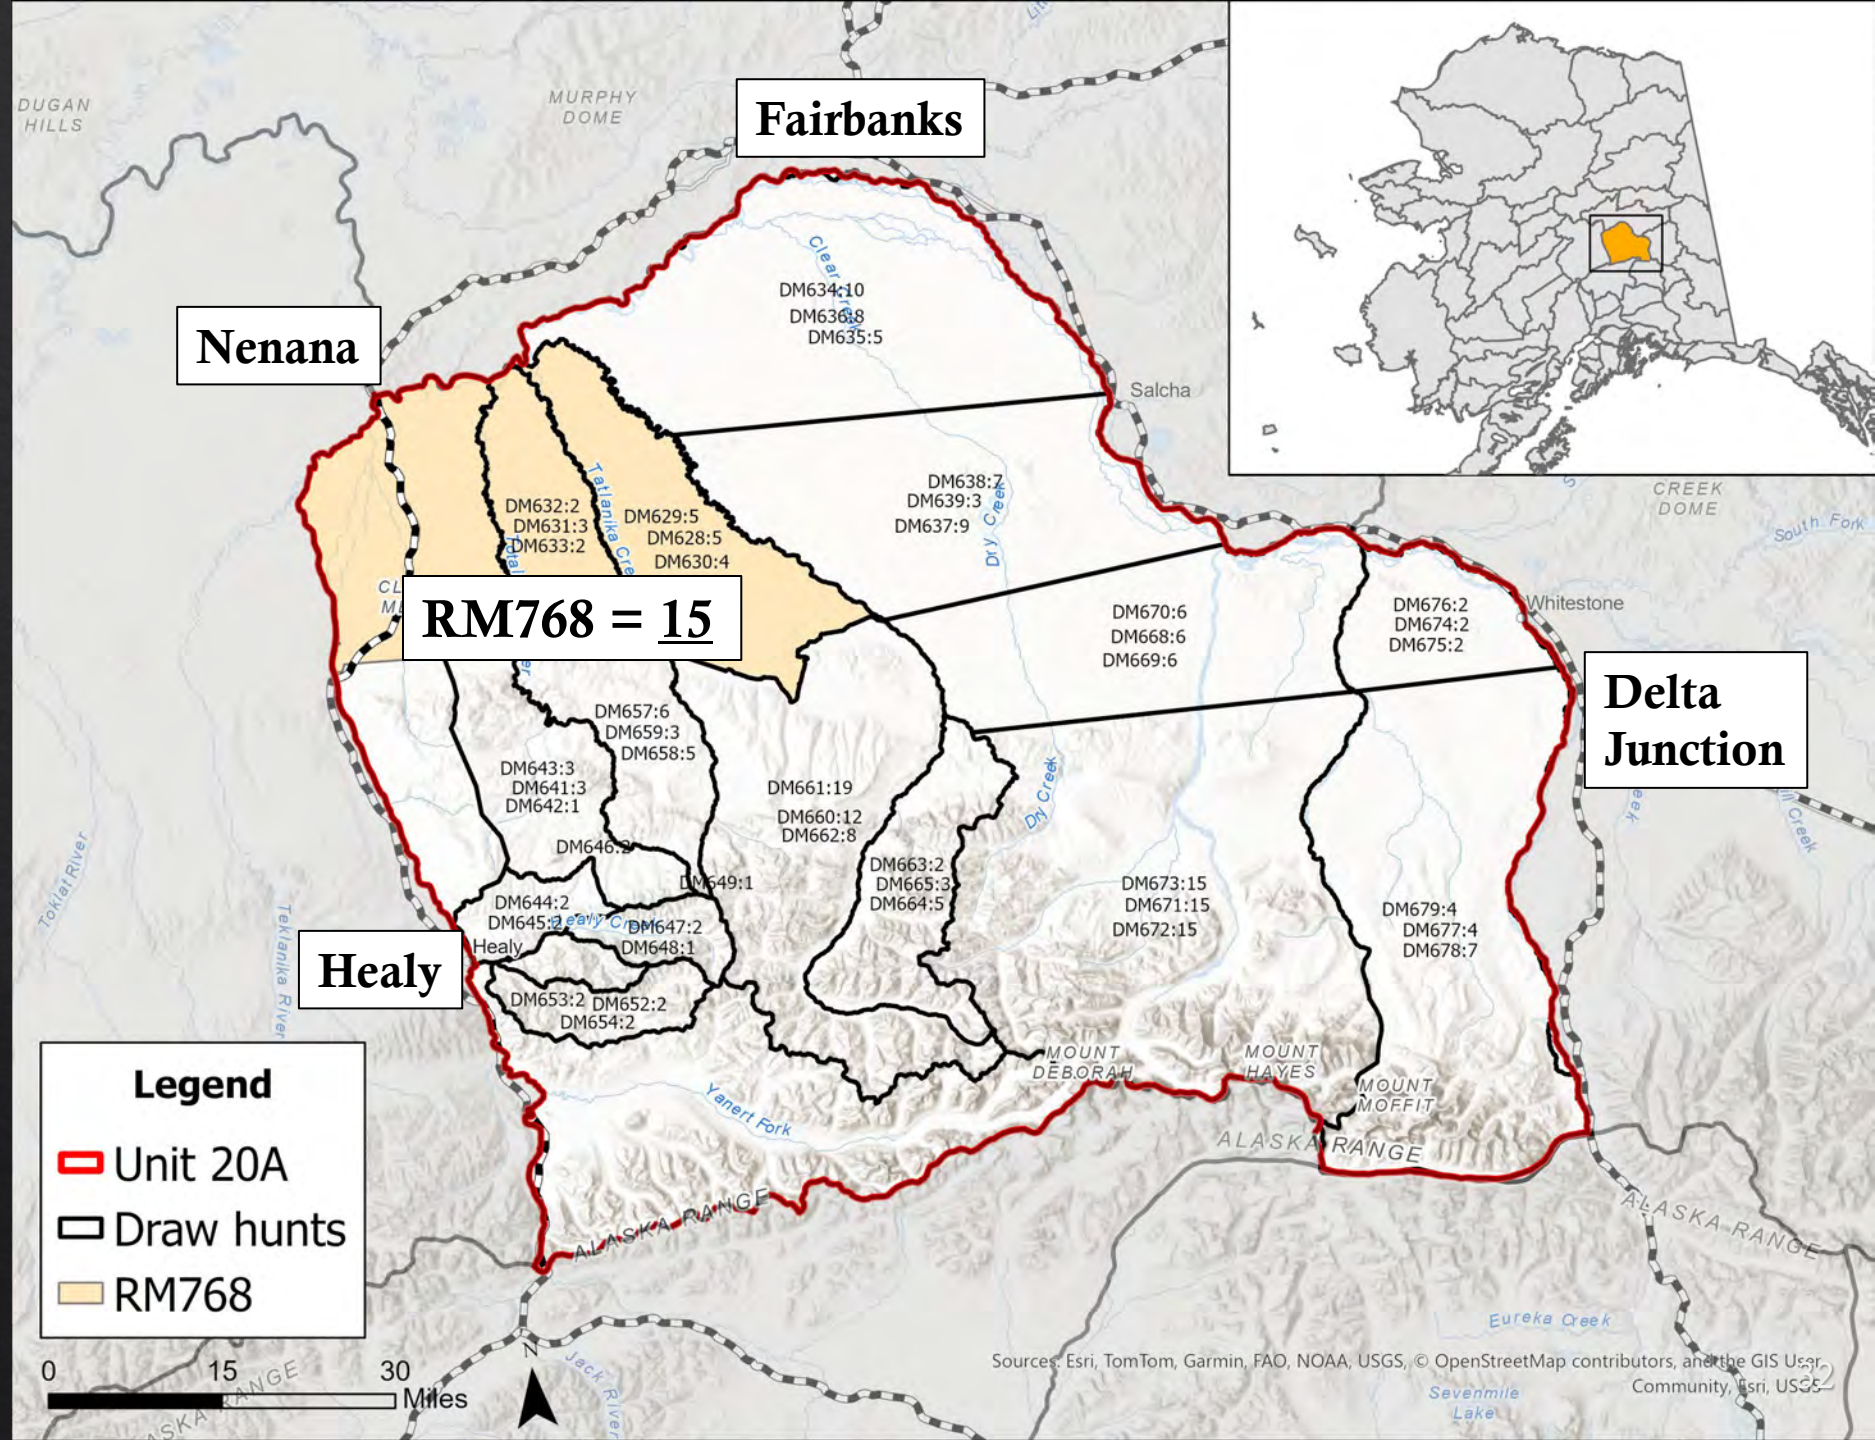 DUGAN
HILLS
MURPHY
DOME
Fairbanks
Nenana
Clear Creek
DM634:10
DM636:8
DM635:5
Salcha
DM638:7
DM639:3
DM637:9
Dry Creek
CREEK
DOME
South Fork
Tatlanika Cre
DM632:2
DM631:3
DM633:2
DM629:5
DM628:5
DM630:4
RM768 = 15
DM670:6
DM668:6
DM669:6
DM676:2
DM674:2
DM675:2
Whitestone
Delta
Junction
DM657:6
DM659:3
DM658:5
DM643:3
DM641:3
DM642:1
DM646:2
DM661:19
DM660:12
DM662:8
Dry Creek
DM649:1
DM663:2
DM665:3
DM664:5
DM673:15
DM671:15
DM672:15
DM679:4
DM677:4
DM678:7
DM644:2
DM645:2
Healy Creek
DM647:2
DM648:1
Healy
Healy
DM653:2
DM652:2
DM654:2
Toklat River
Teklanika River
MOUNT
DEBORAH
MOUNT
HAYES
MOUNT
MOFFIT
Yanert Fork
ALASKA RANGE
ALASKA RANGE
ALASKA RANGE
Legend
Unit 20A
Draw hunts
RM768
0 15 30
Miles
N
Jack River
Eureka Creek
Sevenmile
Lake
Sources: Esri, TomTom, Garmin, FAO, NOAA, USGS, © OpenStreetMap contributors, and the GIS User
Community, Esri, USGS